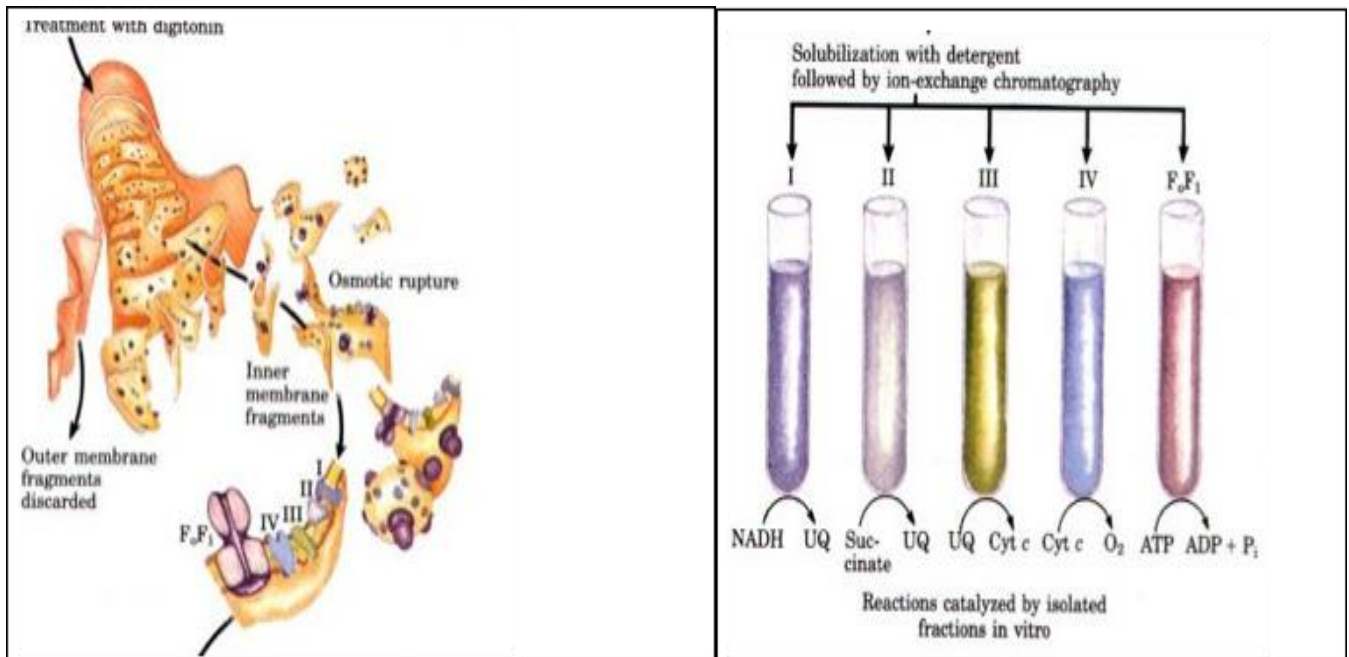 Treatment with digitonin
Osmotic rupture
Inner
membrane
fragments
Outer membrane
fragments
discarded
I
II
III
IV
FₒF₁
Solubilization with detergent
followed by ion-exchange chromatography
I II III IV FₒF₁
NADH UQ Suc- UQ UQ Cyt c Cyt c O₂ ATP ADP + Pᵢ
cinate
Reactions catalyzed by isolated
fractions in vitro